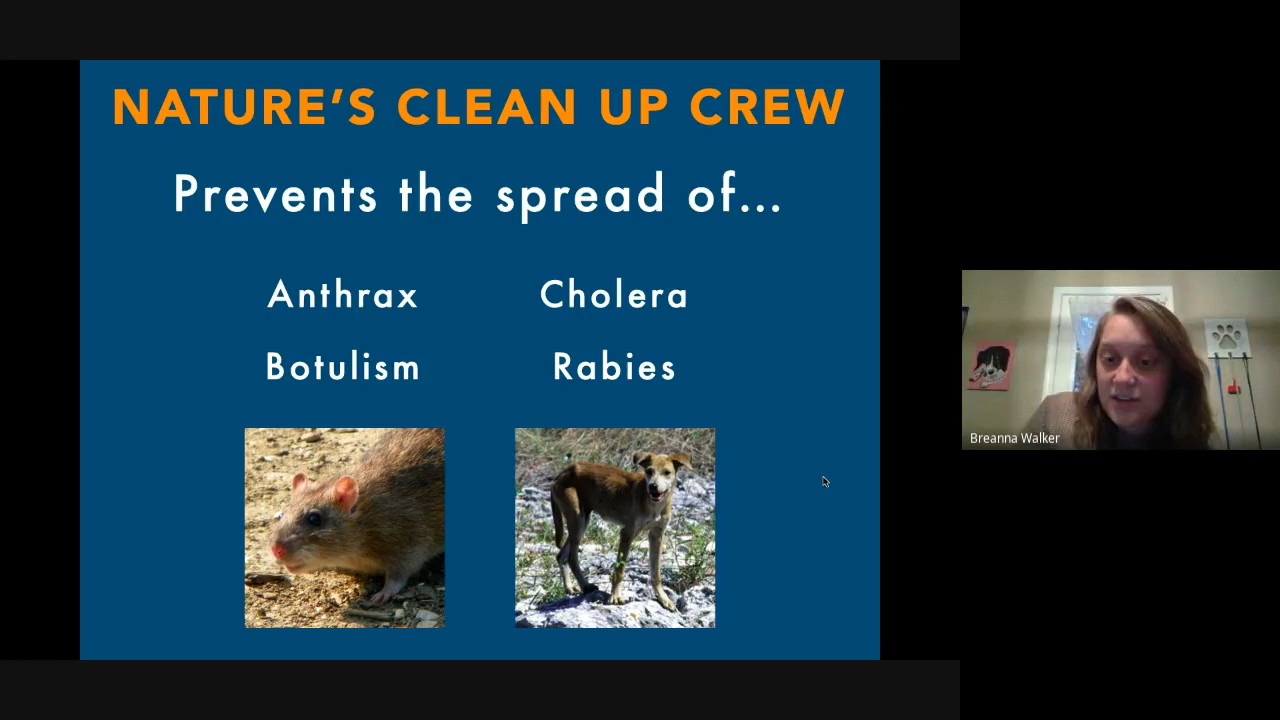 NATURE’S CLEAN UP CREW
Prevents the spread of...
Anthrax
Cholera
Botulism
Rabies
Breanna Walker